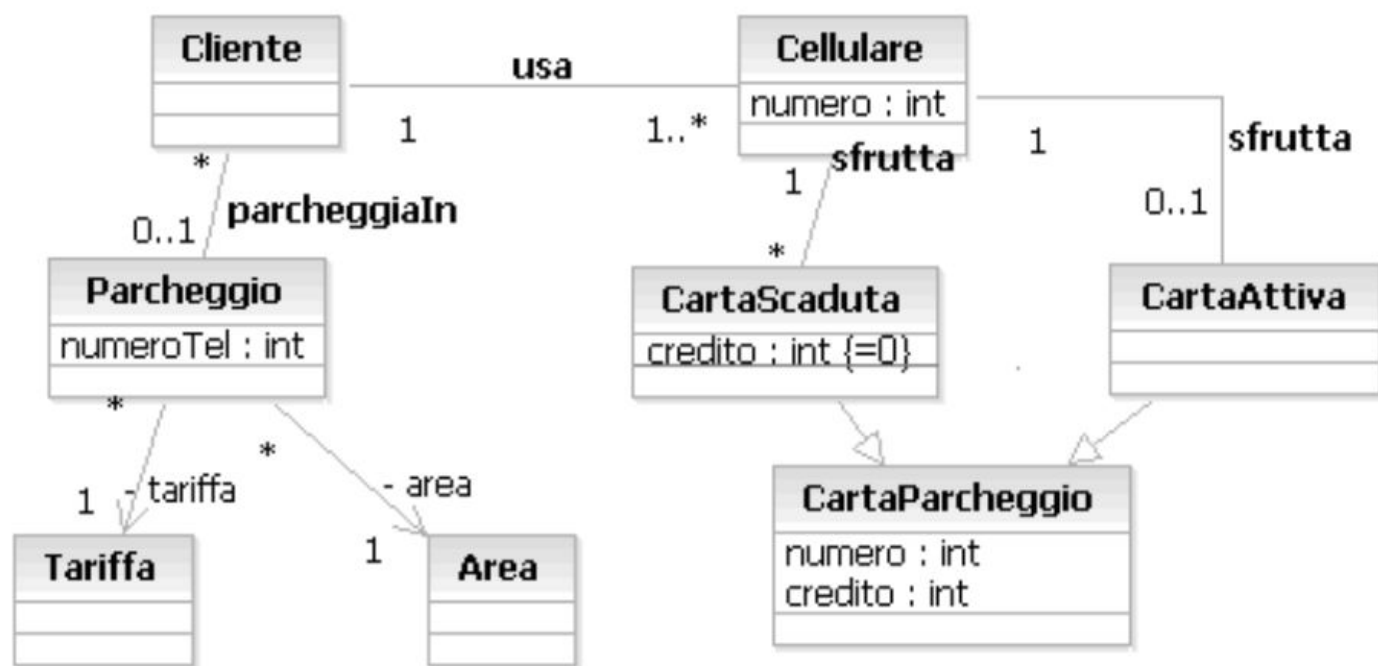 Cliente
Cellulare
numero : int
usa
1
1..*
1
sfrutta
0..1
sfrutta
1
*
*
parcheggiaIn
0..1
Parcheggio
numeroTel : int
CartaScaduta
credito : int {=0}
CartaAttiva
*
*
- tariffa
1
- area
1
Tariffa
Area
CartaParcheggio
numero : int
credito : int